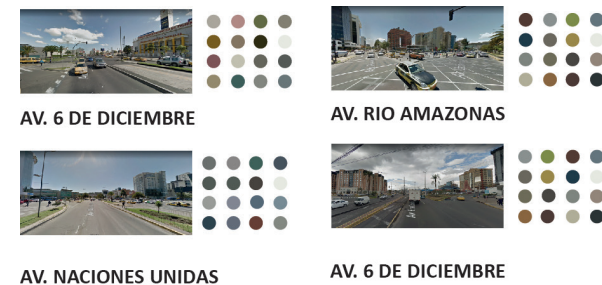 AV. 6 DE DICIEMBRE
AV. RIO AMAZONAS
AV. NACIONES UNIDAS
AV. 6 DE DICIEMBRE